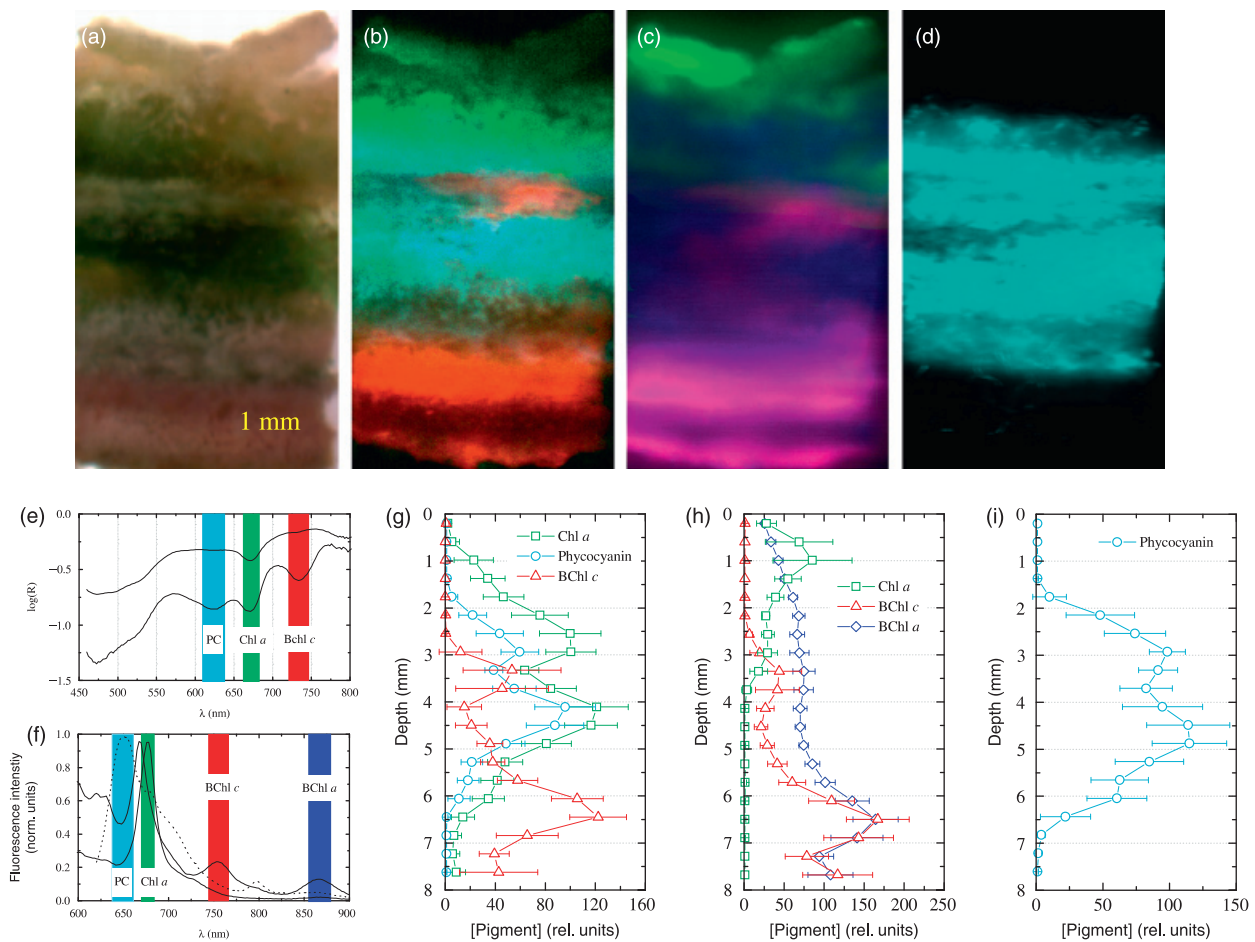 (a)
(b)
(c)
(d)
1 mm
(e)
0.0
−0.5
−1.0
−1.5
log(R)
PC
Chl a
Bchl c
450 500 550 600 650 700 750 800
λ (nm)
(f)
1.0
0.8
0.6
0.4
0.2
0.0
Fluorescence intenstiy
(norm. units)
PC
Chl a
BChl c
BChl a
600 650 700 750 800 850 900
λ (nm)
(g)
0
1
2
3
4
5
6
7
8
Depth (mm)
Chl a
Phycocyanin
BChl c
0 40 80 120 160
[Pigment] (rel. units)
(h)
0
1
2
3
4
5
6
7
8
Depth (mm)
Chl a
BChl c
BChl a
0 50 100 150 200 250
[Pigment] (rel. units)
(i)
0
1
2
3
4
5
6
7
8
Depth (mm)
Phycocyanin
0 50 100 150
[Pigment] (rel. units)